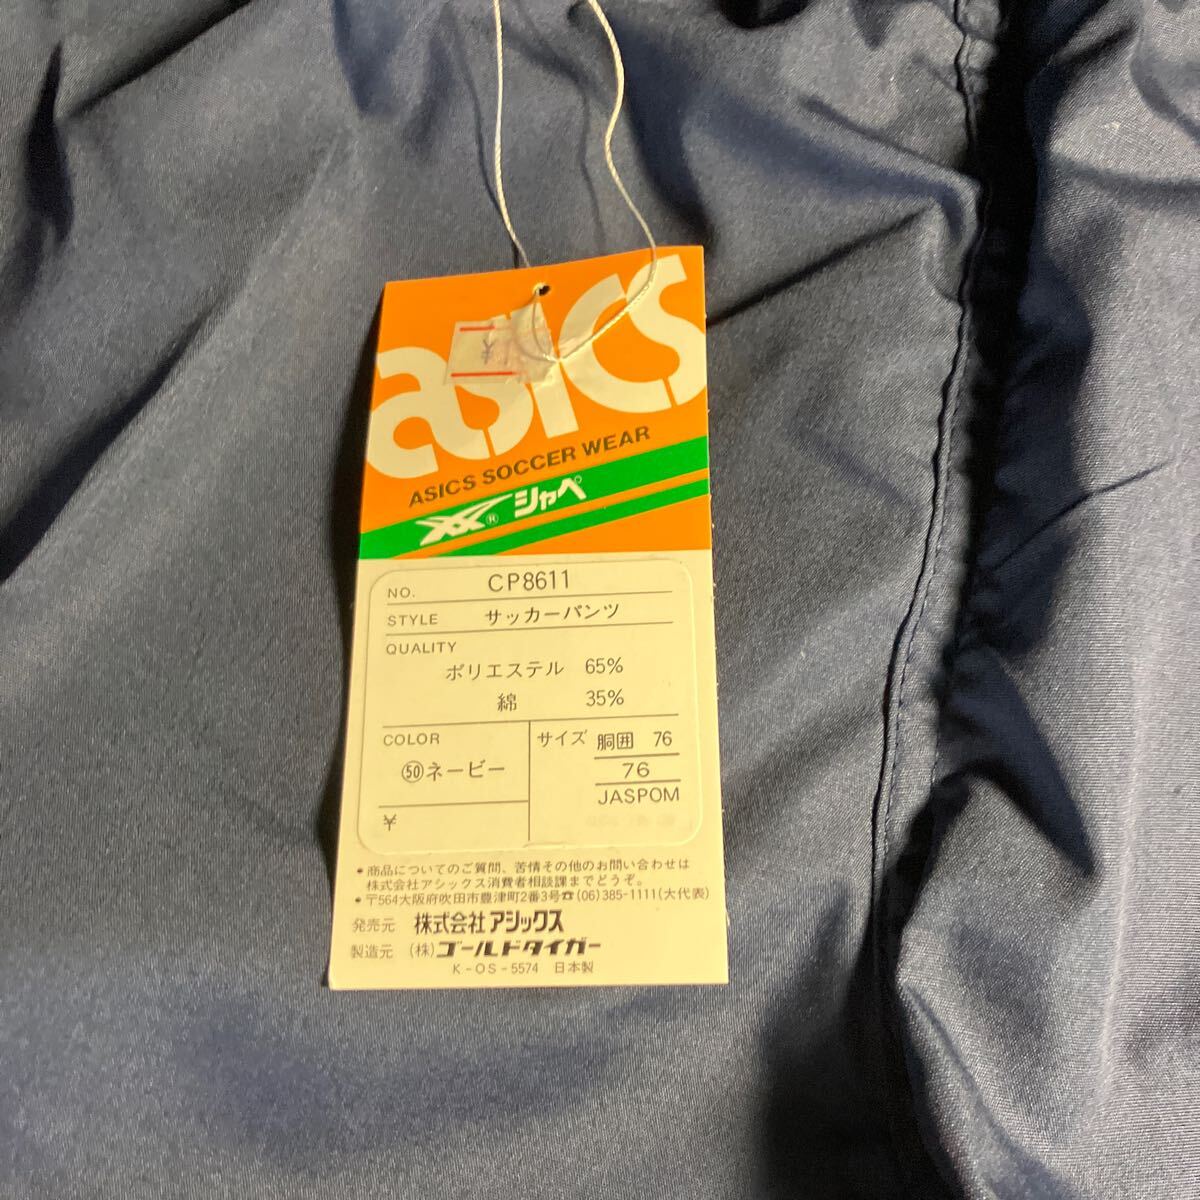 asics
¥
ASICS SOCCER WEAR
® シャペ
NO. CP8611
STYLE サッカーパンツ
QUALITY
ポリエステル 65%
綿 35%
COLOR
㊿ネービー
¥
サイズ 胴囲 76
76
JASPOM
●商品についてのご質問、苦情その他のお問い合わせは
株式会社アシックス消費者相談課までどうぞ。
●〒564大阪府吹田市豊津町2番3号☎(06)385-1111(大代表)
発売元 株式会社アシックス
製造元 (株)ゴールドタイガー
K-OS-5574 日本製